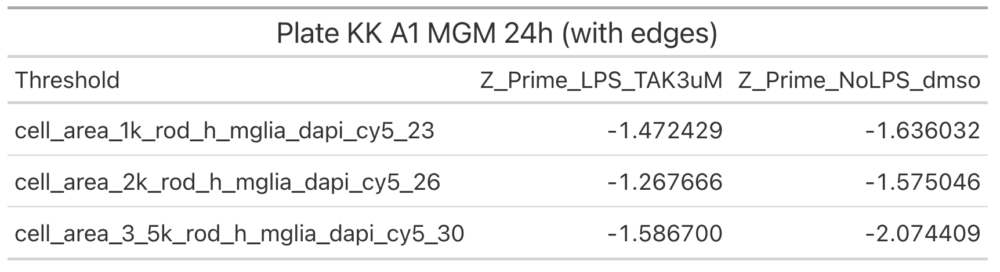 Plate KK A1 MGM 24h (with edges)
Threshold Z_Prime_LPS_TAK3uM Z_Prime_NoLPS_dmso
cell_area_1k_rod_h_mglia_dapi_cy5_23 -1.472429 -1.636032
cell_area_2k_rod_h_mglia_dapi_cy5_26 -1.267666 -1.575046
cell_area_3_5k_rod_h_mglia_dapi_cy5_30 -1.586700 -2.074409